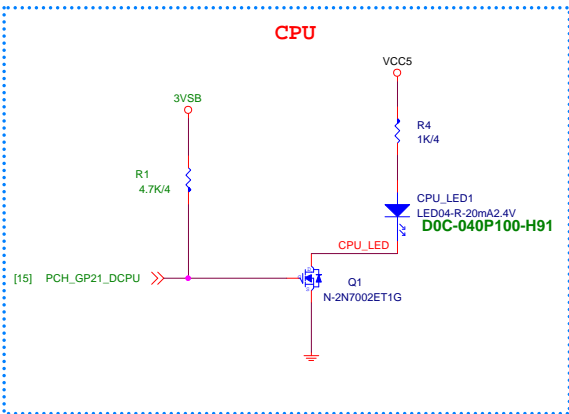 CPU
VCC5
3VSB
R4
1K/4
R1
4.7K/4
CPU_LED1
LED04-R-20mA2.4V
D0C-040P100-H91
CPU_LED
[15] PCH_GP21_DCPU
Q1
N-2N7002ET1G